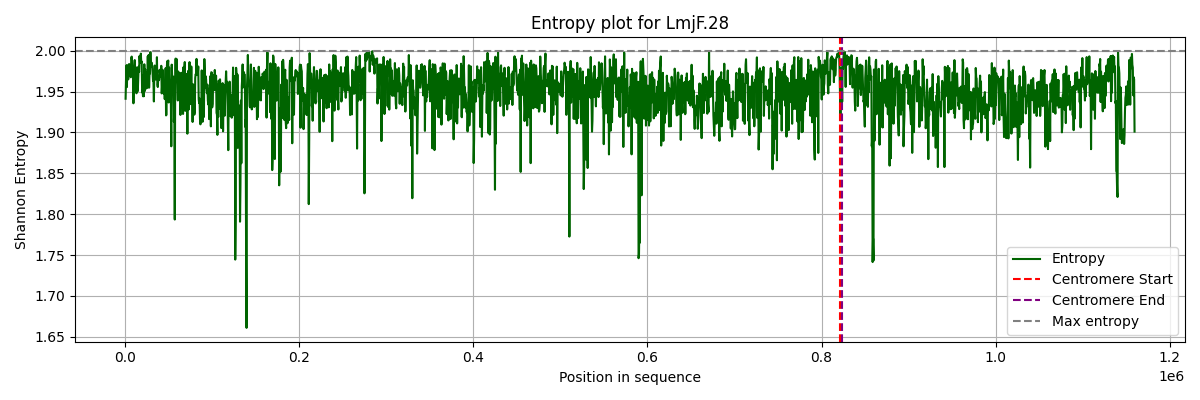 Entropy plot for LmjF.28
Shannon Entropy
2.00
1.95
1.90
1.85
1.80
1.75
1.70
1.65
Entropy
Centromere Start
Centromere End
Max entropy
0.0 0.2 0.4 0.6 0.8 1.0 1.2
1e6
Position in sequence